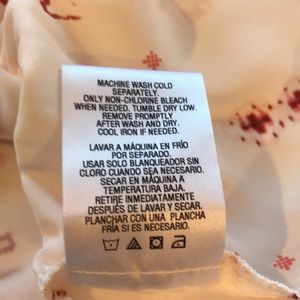 MACHINE WASH COLD
SEPARATELY.
ONLY NON-CHLORINE BLEACH
WHEN NEEDED. TUMBLE DRY LOW.
REMOVE PROMPTLY
AFTER WASH AND DRY.
COOL IRON IF NEEDED.
LAVAR A MÁQUINA EN FRÍO
POR SEPARADO.
USAR SOLO BLANQUEADOR SIN
CLORO CUANDO SEA NECESARIO.
SECAR EN MÁQUINA A
TEMPERATURA BAJA.
RETIRE INMEDIATAMENTE
DESPUÉS DE LAVAR Y SECAR.
PLANCHAR CON UNA PLANCHA
FRÍA SI ES NECESARIO.